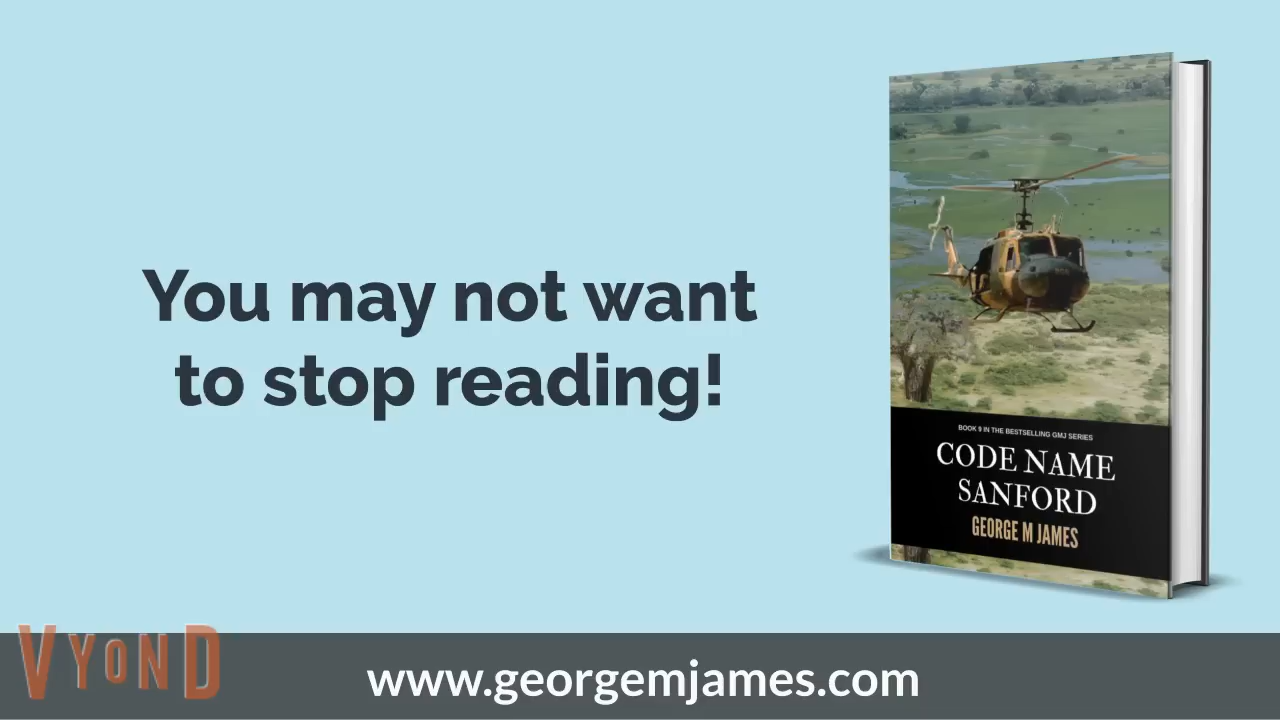 You may not want
to stop reading!
BOOK 9 IN THE BESTSELLING GMJ SERIES
CODE NAME
SANFORD
GEORGE M JAMES
VYOND
www.georgemjames.com